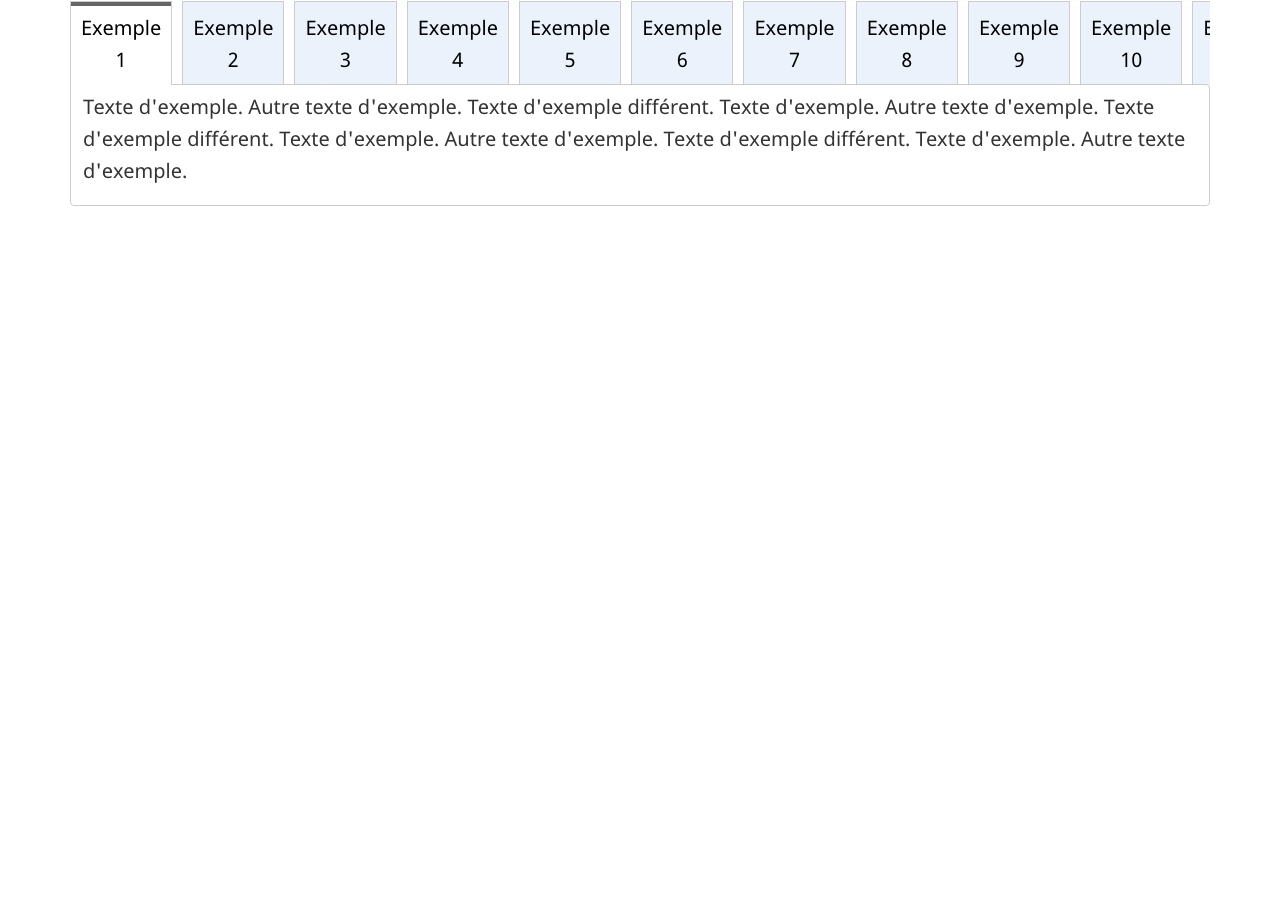 Exemple
1
Exemple
2
Exemple
3
Exemple
4
Exemple
5
Exemple
6
Exemple
7
Exemple
8
Exemple
9
Exemple
10
Texte d'exemple. Autre texte d'exemple. Texte d'exemple différent. Texte d'exemple. Autre texte d'exemple. Texte
d'exemple différent. Texte d'exemple. Autre texte d'exemple. Texte d'exemple différent. Texte d'exemple. Autre texte
d'exemple.